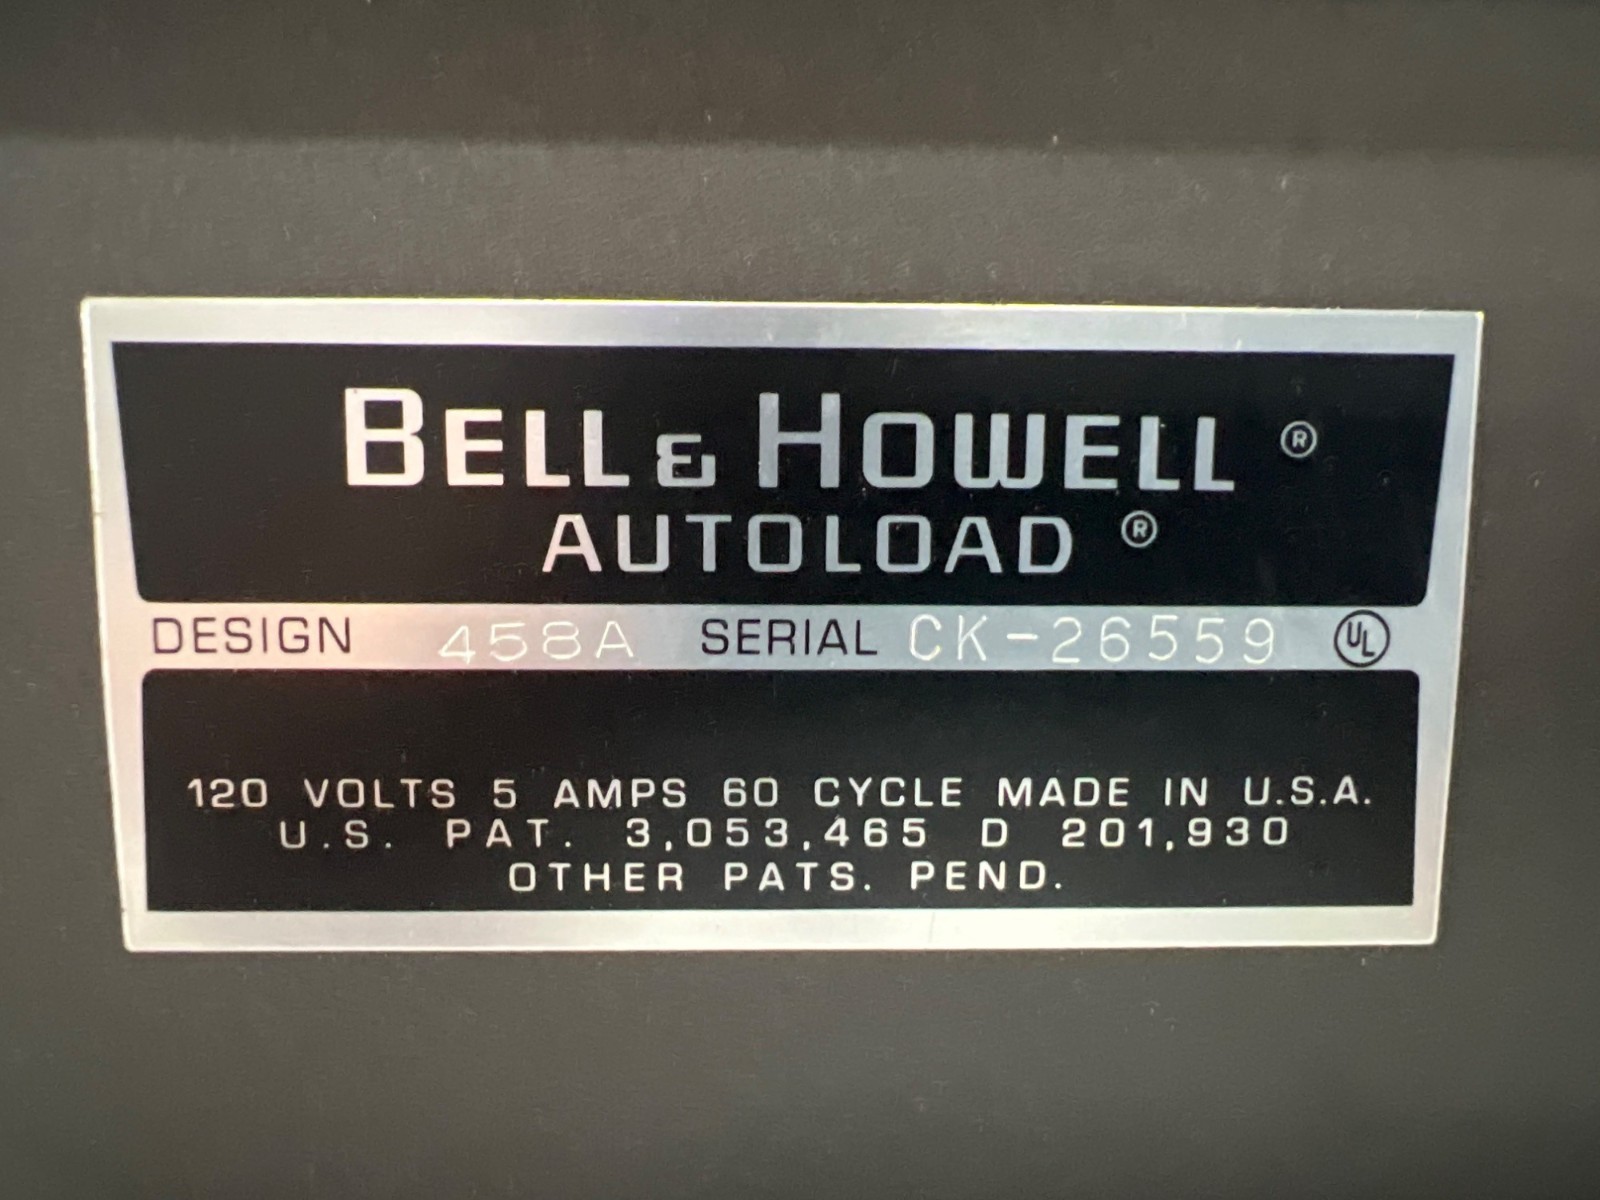 BELL & HOWELL ®
AUTOLOAD ®
DESIGN 458A SERIAL CK-26559 UL
120 VOLTS 5 AMPS 60 CYCLE MADE IN U.S.A.
U.S. PAT. 3,053,465 D 201,930
OTHER PATS. PEND.